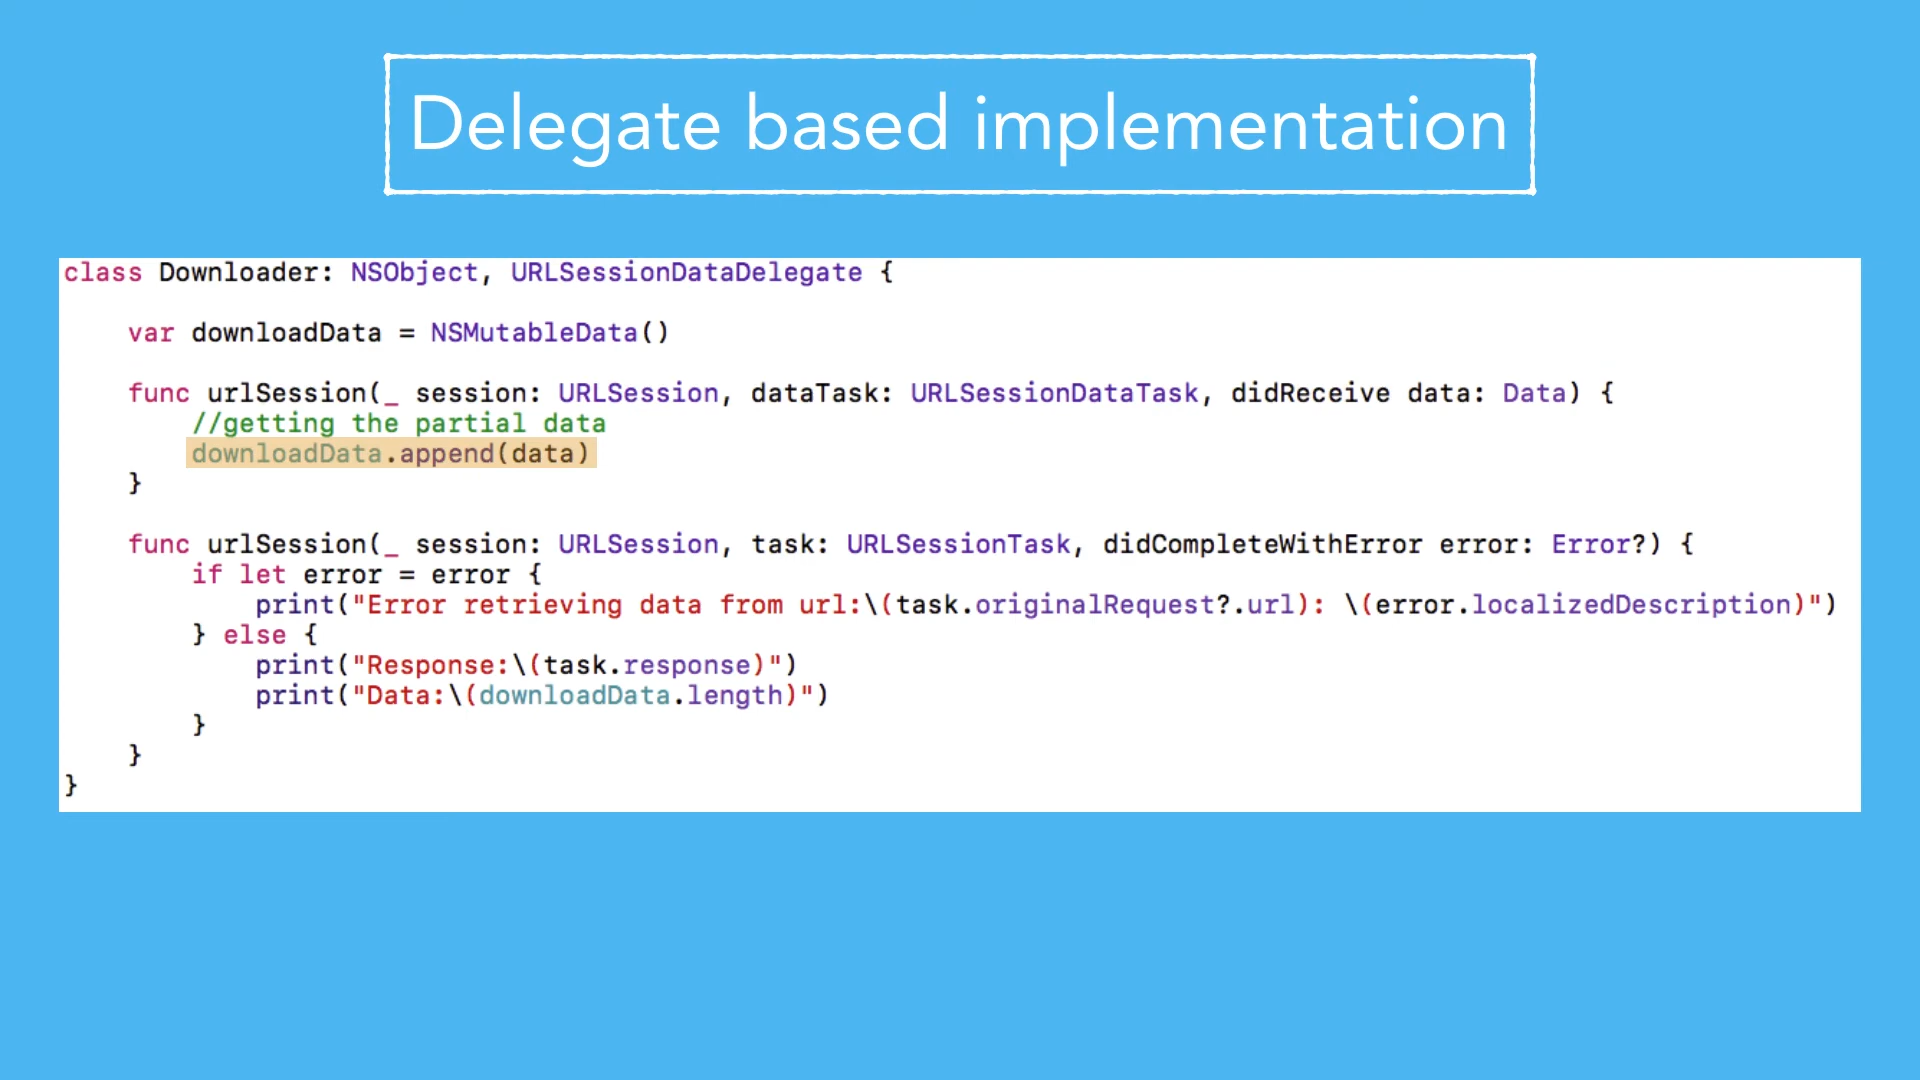 Delegate based implementation
class Downloader: NSObject, URLSessionDataDelegate {
var downloadData = NSMutableData()
func urlSession(_ session: URLSession, dataTask: URLSessionDataTask, didReceive data: Data) {
//getting the partial data
downloadData.append(data)
}
func urlSession(_ session: URLSession, task: URLSessionTask, didCompleteWithError error: Error?) {
if let error = error {
print("Error retrieving data from url:\(task.originalRequest?.url): \(error.localizedDescription)")
} else {
print("Response:\(task.response)")
print("Data:\(downloadData.length)")
}
}
}